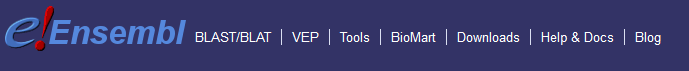 e!Ensembl BLAST/BLAT | VEP | Tools | BioMart | Downloads | Help & Docs | Blog